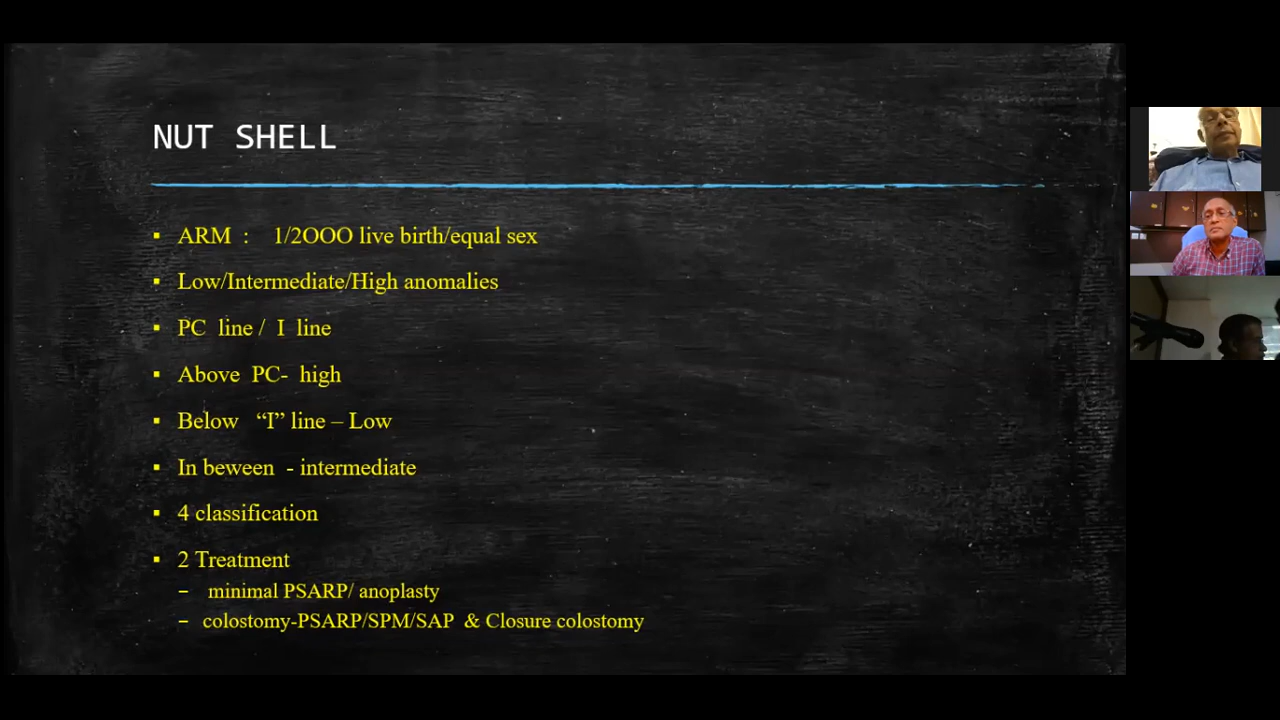 NUT SHELL
▪ ARM : 1/2OOO live birth/equal sex
▪ Low/Intermediate/High anomalies
▪ PC line / I line
▪ Above PC- high
▪ Below “I” line – Low
▪ In beween - intermediate
▪ 4 classification
▪ 2 Treatment
– minimal PSARP/ anoplasty
– colostomy-PSARP/SPM/SAP & Closure colostomy